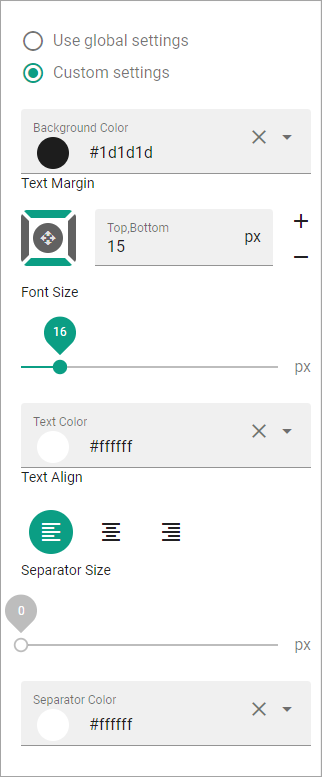 Use global settings
Custom settings
Background Color
#1d1d1d
Text Margin
Top,Bottom
15
px
Font Size
16
px
Text Color
#ffffff
Text Align
Separator Size
0
px
Separator Color
#ffffff